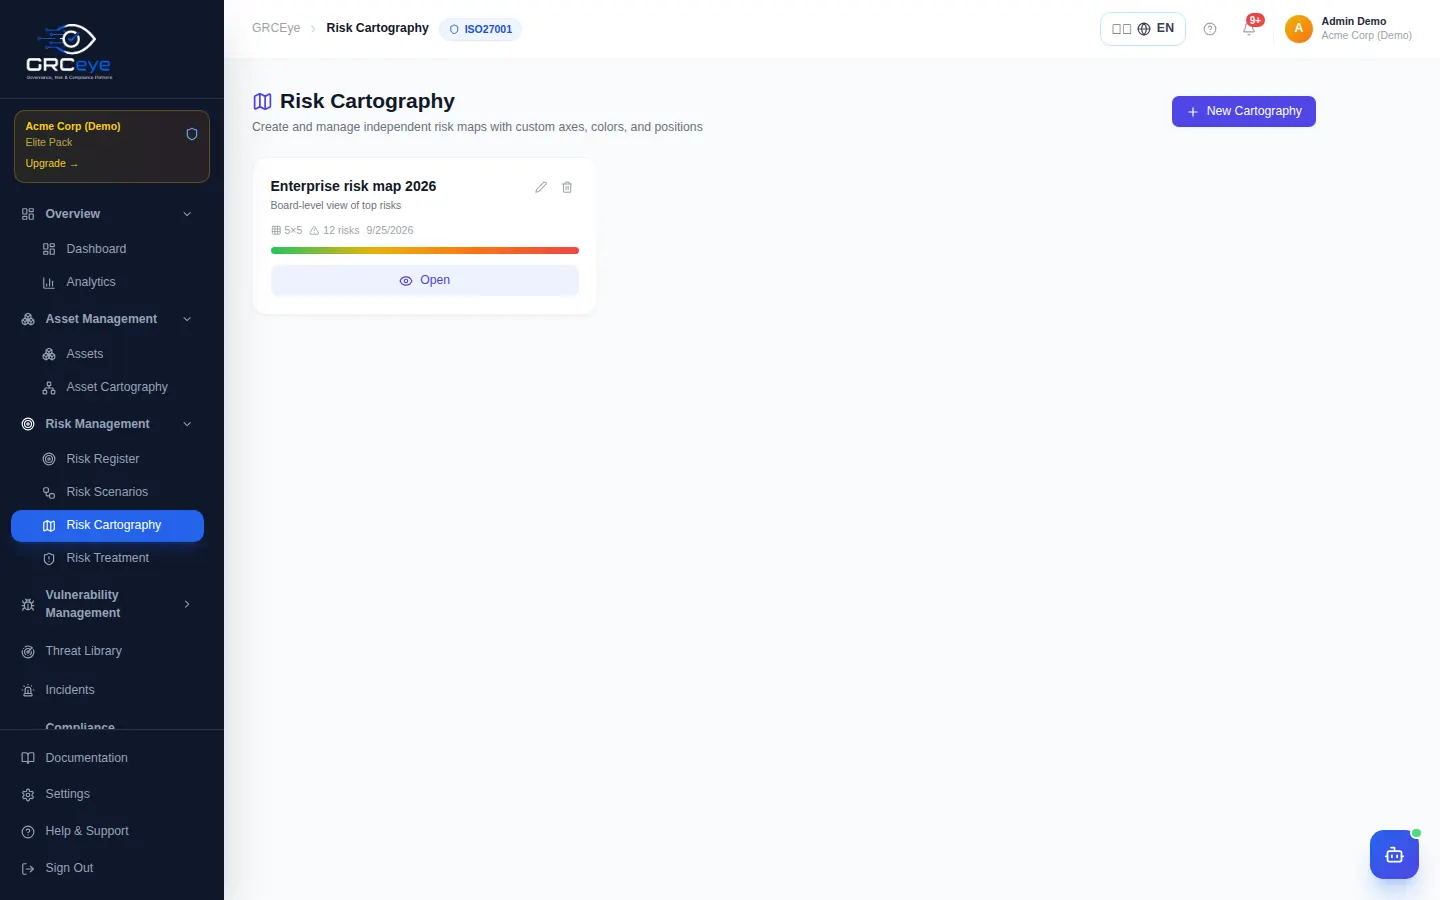 GRCeye
Governance, Risk & Compliance Platform
Acme Corp (Demo)
Elite Pack
Upgrade →
Overview
Dashboard
Analytics
Asset Management
Assets
Asset Cartography
Risk Management
Risk Register
Risk Scenarios
Risk Cartography
Risk Treatment
Vulnerability
Management
Threat Library
Incidents
Compliance
Documentation
Settings
Help & Support
Sign Out
GRCEye
Risk Cartography
ISO27001
EN
9+
A
Admin Demo
Acme Corp (Demo)
Risk Cartography
Create and manage independent risk maps with custom axes, colors, and positions
New Cartography
Enterprise risk map 2026
Board-level view of top risks
5×5 12 risks 9/25/2026
Open